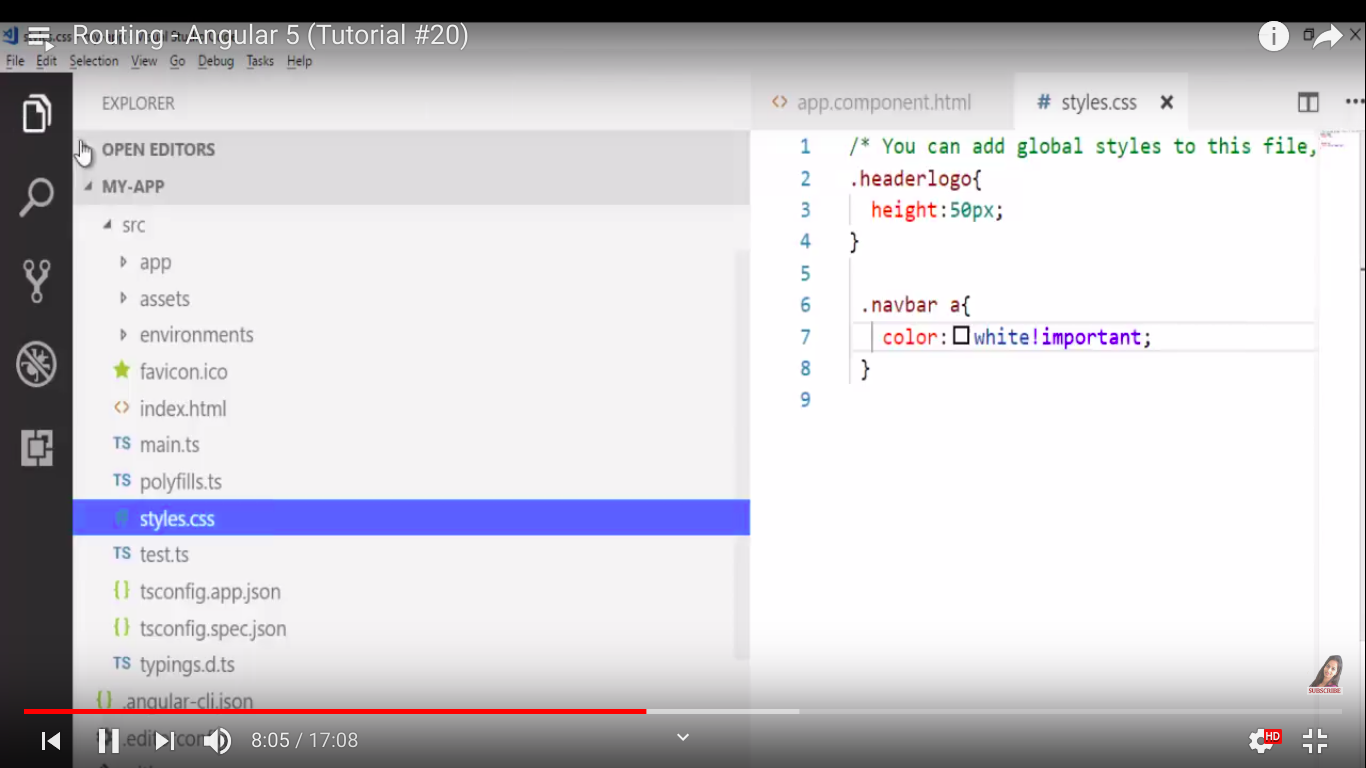 Routing - Angular 5 (Tutorial #20)
File Edit Selection View Go Debug Tasks Help
EXPLORER
OPEN EDITORS
MY-APP
src
app
assets
environments
favicon.ico
index.html
TS main.ts
TS polyfills.ts
styles.css
TS test.ts
{} tsconfig.app.json
{} tsconfig.spec.json
TS typings.d.ts
{} .angular-cli.json
<> app.component.html # styles.css
1 /* You can add global styles to this file,
2 .headerlogo{
3 height:50px;
4 }
5
6 .navbar a{
7 color:white!important;
8 }
9
SUBSCRIBE
8:05 / 17:08
HD